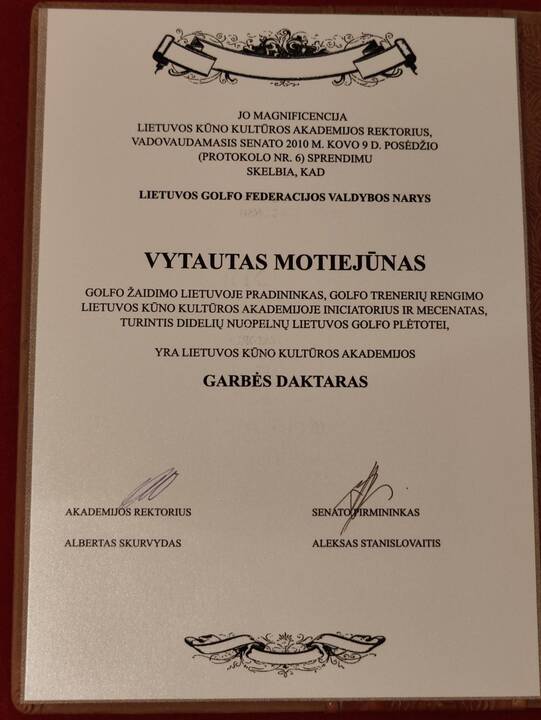 JO MAGNIFICENCIJA
LIETUVOS KŪNO KULTŪROS AKADEMIJOS REKTORIUS,
VADOVAUDAMASIS SENATO 2010 M. KOVO 9 D. POSĖDŽIO
(PROTOKOLO NR. 6) SPRENDIMU
SKELBIA, KAD
LIETUVOS GOLFO FEDERACIJOS VALDYBOS NARYS
VYTAUTAS MOTIEJŪNAS
GOLFO ŽAIDIMO LIETUVOJE PRADININKAS, GOLFO TRENERIŲ RENGIMO
LIETUVOS KŪNO KULTŪROS AKADEMIJOJE INICIATORIUS IR MECENATAS,
TURINTIS DIDELIŲ NUOPELNŲ LIETUVOS GOLFO PLĖTOTEI,
YRA LIETUVOS KŪNO KULTŪROS AKADEMIJOS
GARBĖS DAKTARAS
AKADEMIJOS REKTORIUS
SENATO PIRMININKAS
ALBERTAS SKURVYDAS
ALEKSAS STANISLOVAITIS